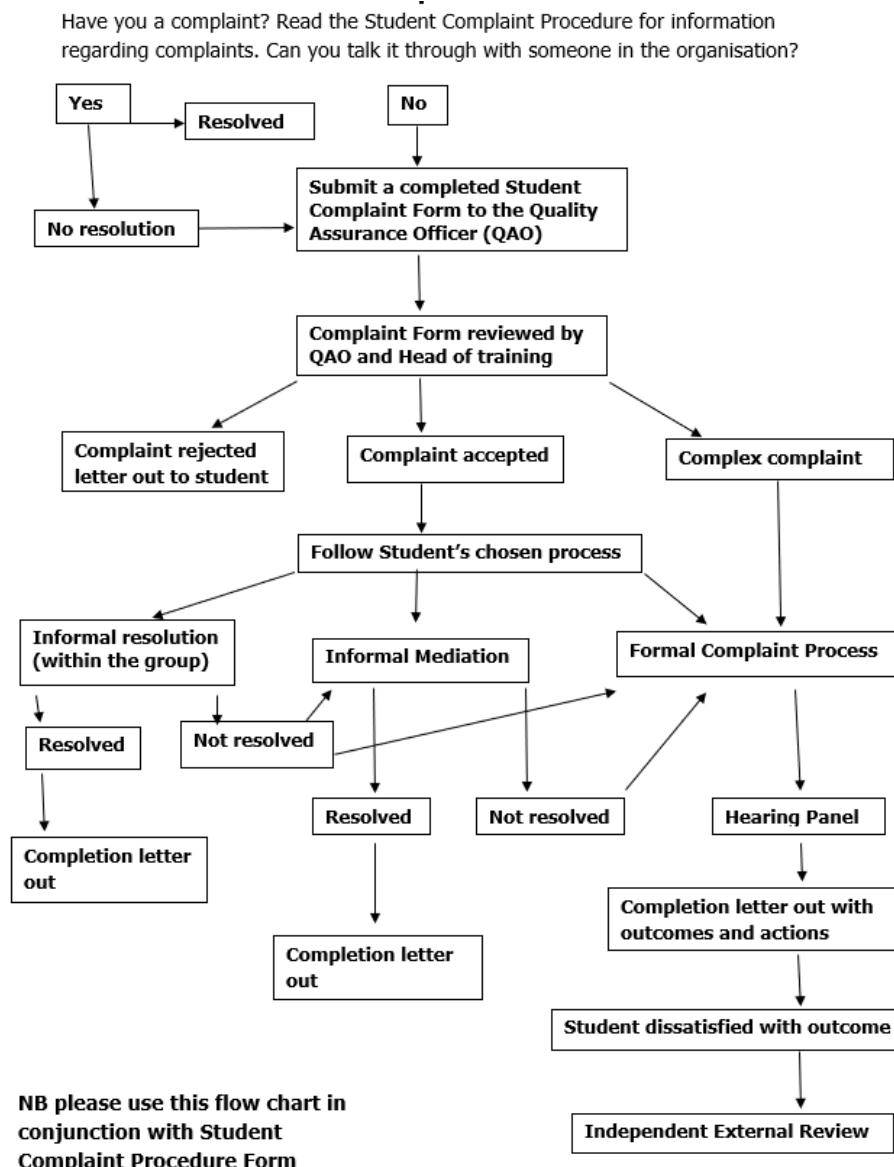 Have you a complaint? Read the Student Complaint Procedure for information
regarding complaints. Can you talk it through with someone in the organisation?
Yes
Resolved
No
No resolution
Submit a completed Student
Complaint Form to the Quality
Assurance Officer (QAO)
Complaint Form reviewed by
QAO and Head of training
Complaint rejected
letter out to student
Complaint accepted
Complex complaint
Follow Student’s chosen process
Informal resolution
(within the group)
Informal Mediation
Formal Complaint Process
Resolved
Not resolved
Resolved
Not resolved
Hearing Panel
Completion letter
out
Completion letter out with
outcomes and actions
Completion letter
out
Student dissatisfied with outcome
Independent External Review
NB please use this flow chart in
conjunction with Student
Complaint Procedure Form